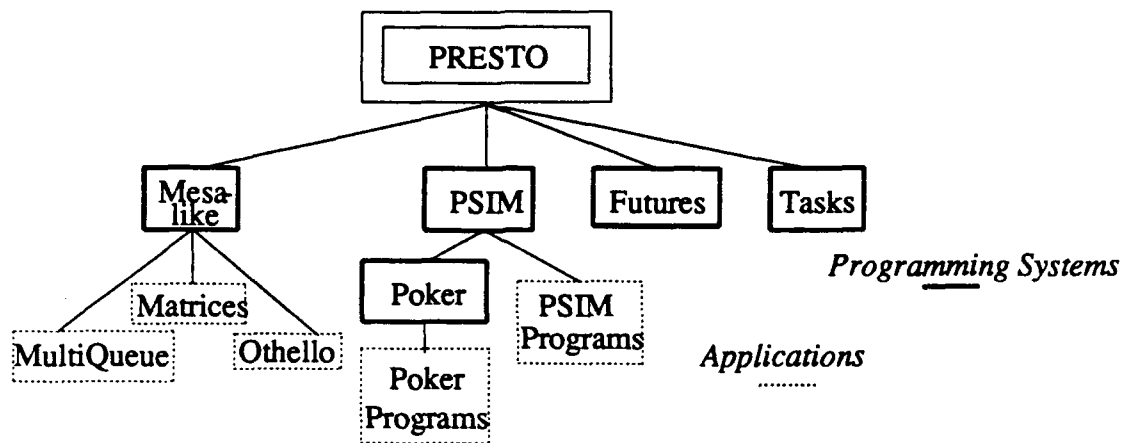 PRESTO
Mesa-
like
PSIM
Futures
Tasks
Programming Systems
Matrices
Poker
PSIM
Programs
MultiQueue
Othello
Applications
Poker
Programs